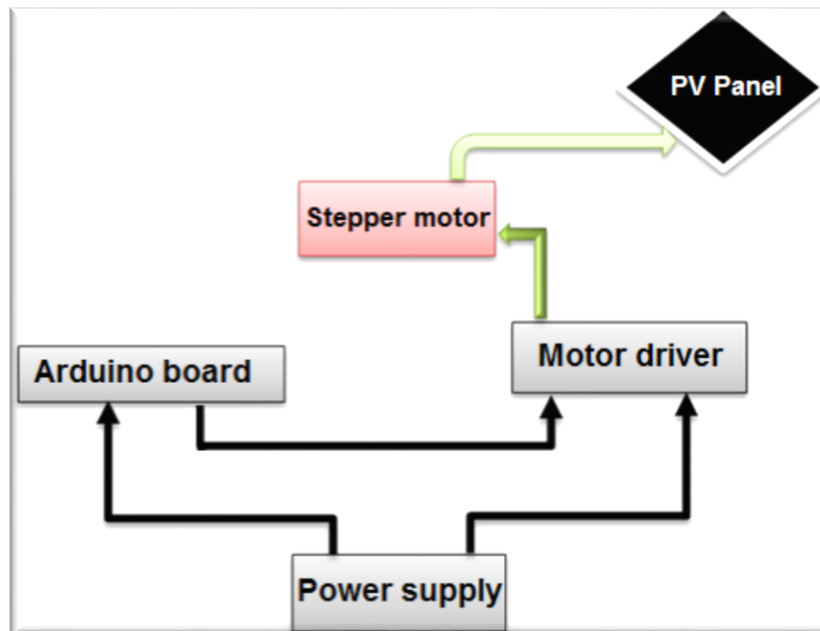 PV Panel
Stepper motor
Motor driver
Arduino board
Power supply